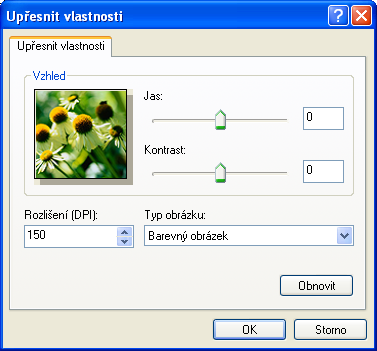 Upřesnit vlastnosti
Upřesnit vlastnosti
Vzhled
Jas:
0
Kontrast:
0
Rozlišení (DPI):
Typ obrázku:
150
Barevný obrázek
Obnovit
OK
Storno